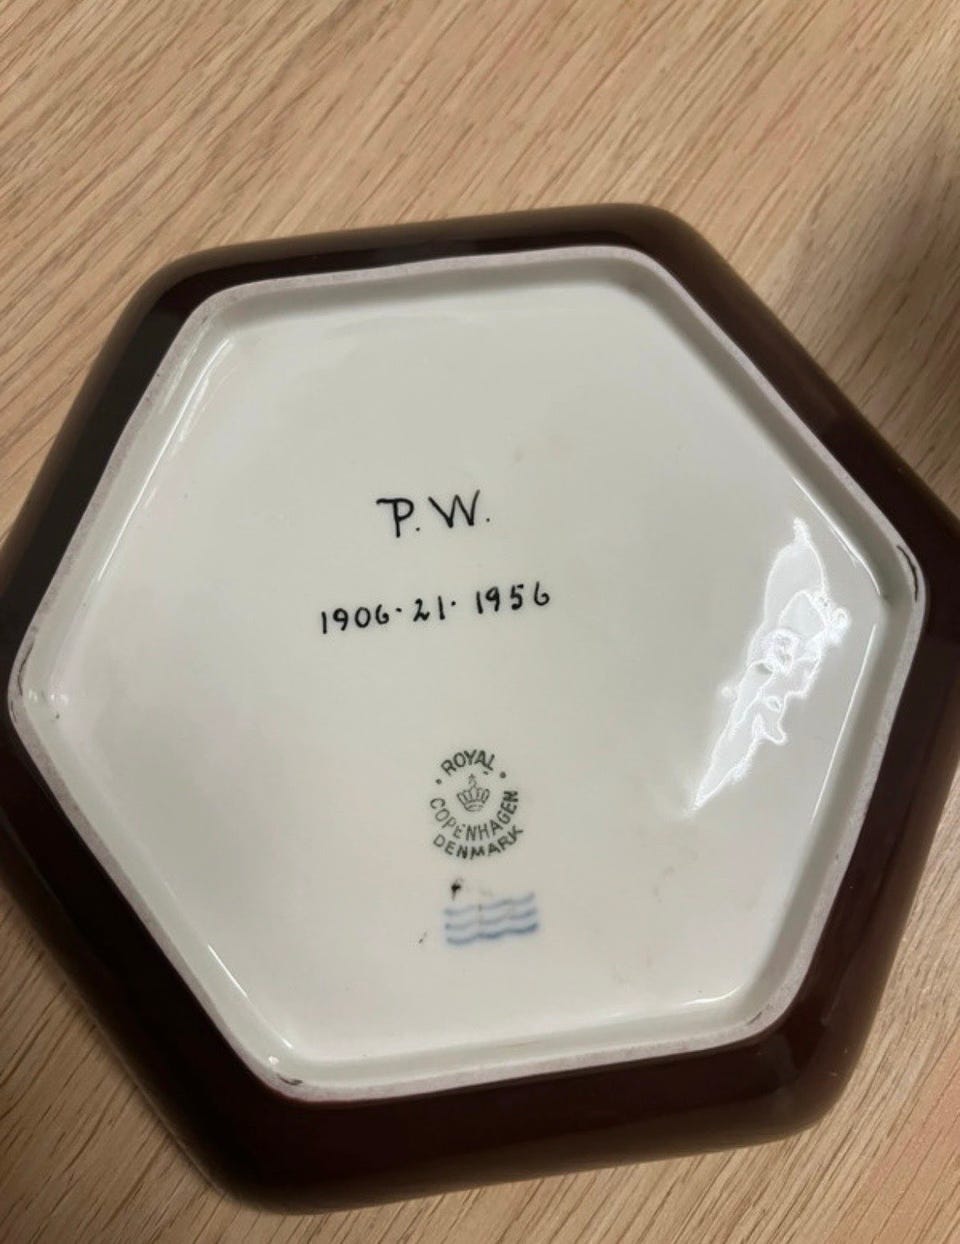 P. W.
1906·21·1956
ROYAL
COPENHAGEN
DENMARK